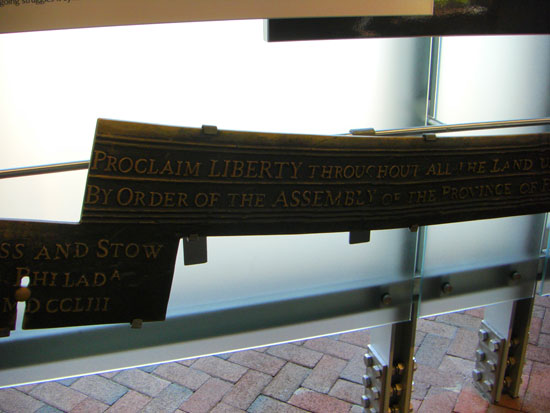 PROCLAIM LIBERTY THROUGHOUT ALL THE LAND
BY ORDER OF THE ASSEMBLY OF THE PROVINCE OF
AND STOW
PHILADA
MDCCLIII